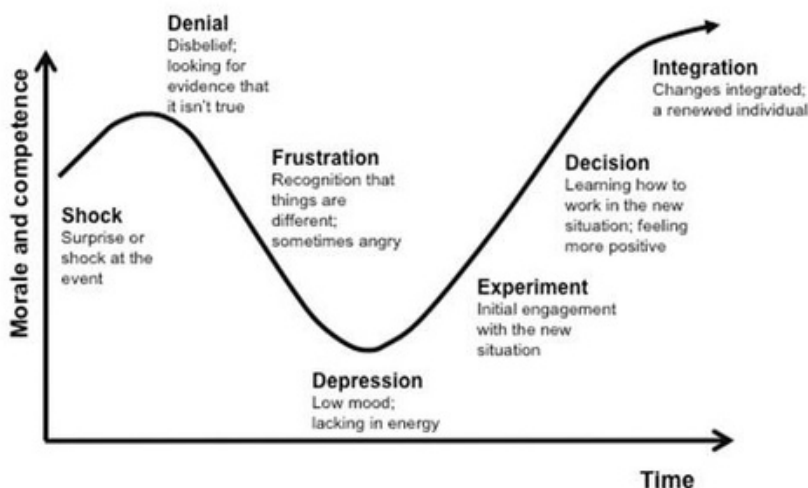 Denial
Disbelief;
looking for
evidence that
it isn't true
Morale and competence
Shock
Surprise or
shock at the
event
Frustration
Recognition that
things are
different;
sometimes angry
Depression
Low mood;
lacking in energy
Experiment
Initial engagement
with the new
situation
Decision
Learning how to
work in the new
situation; feeling
more positive
Integration
Changes integrated;
a renewed individual
Time